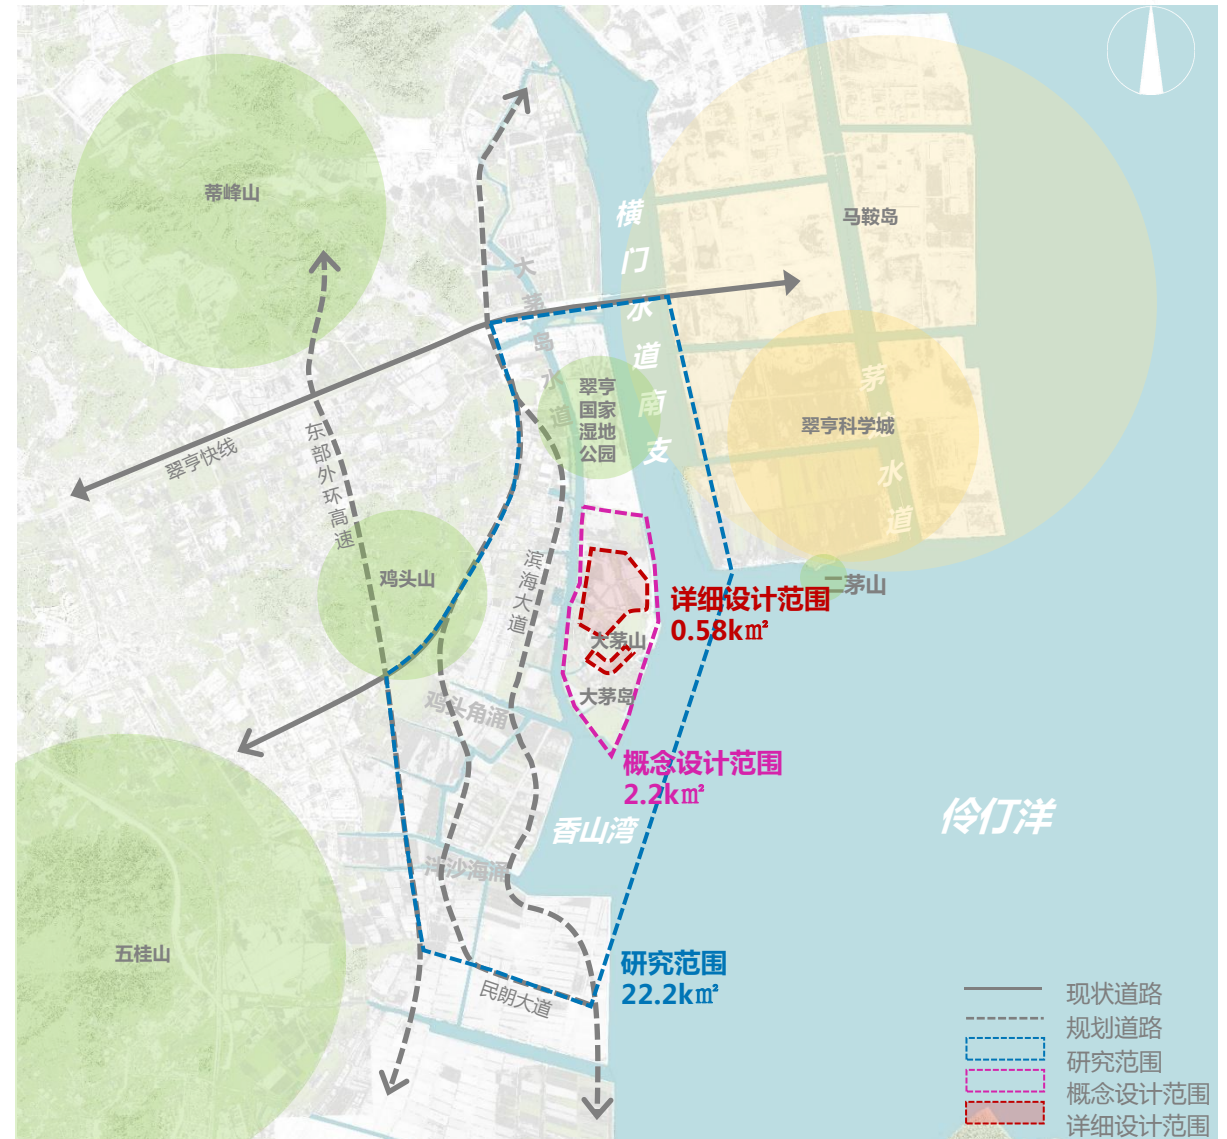 蒂峰山
马鞍岛
横门水道南支
大茅岛水道
翠亨
国家
湿地
公园
茅龙水道
翠亨科学城
东部外环高速
翠亨快线
滨海大道
鸡头山
二茅山
详细设计范围
0.58k㎡
大茅山
大茅岛
鸡头角涌
概念设计范围
2.2k㎡
香山湾
伶仃洋
泮沙海涌
五桂山
研究范围
22.2k㎡
民朗大道
现状道路
规划道路
研究范围
概念设计范围
详细设计范围